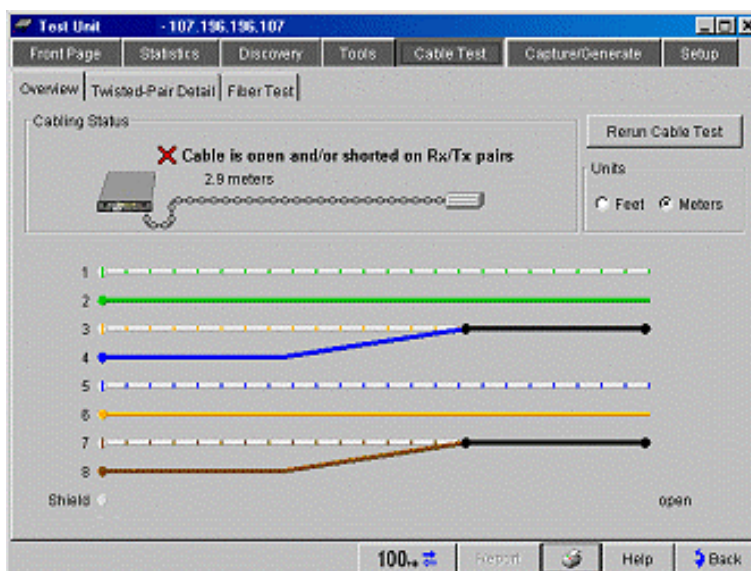 Test Unit - 107.196.196.107
Front Page Statistics Discovery Tools Cable Test Capture/Generate Setup
Overview Twisted-Pair Detail Fiber Test
Cabling Status
Rerun Cable Test
Cable is open and/or shorted on Rx/Tx pairs
2.9 meters
Units
Feet Meters
1
2
3
4
5
6
7
8
Shield open
100 Report Help Back